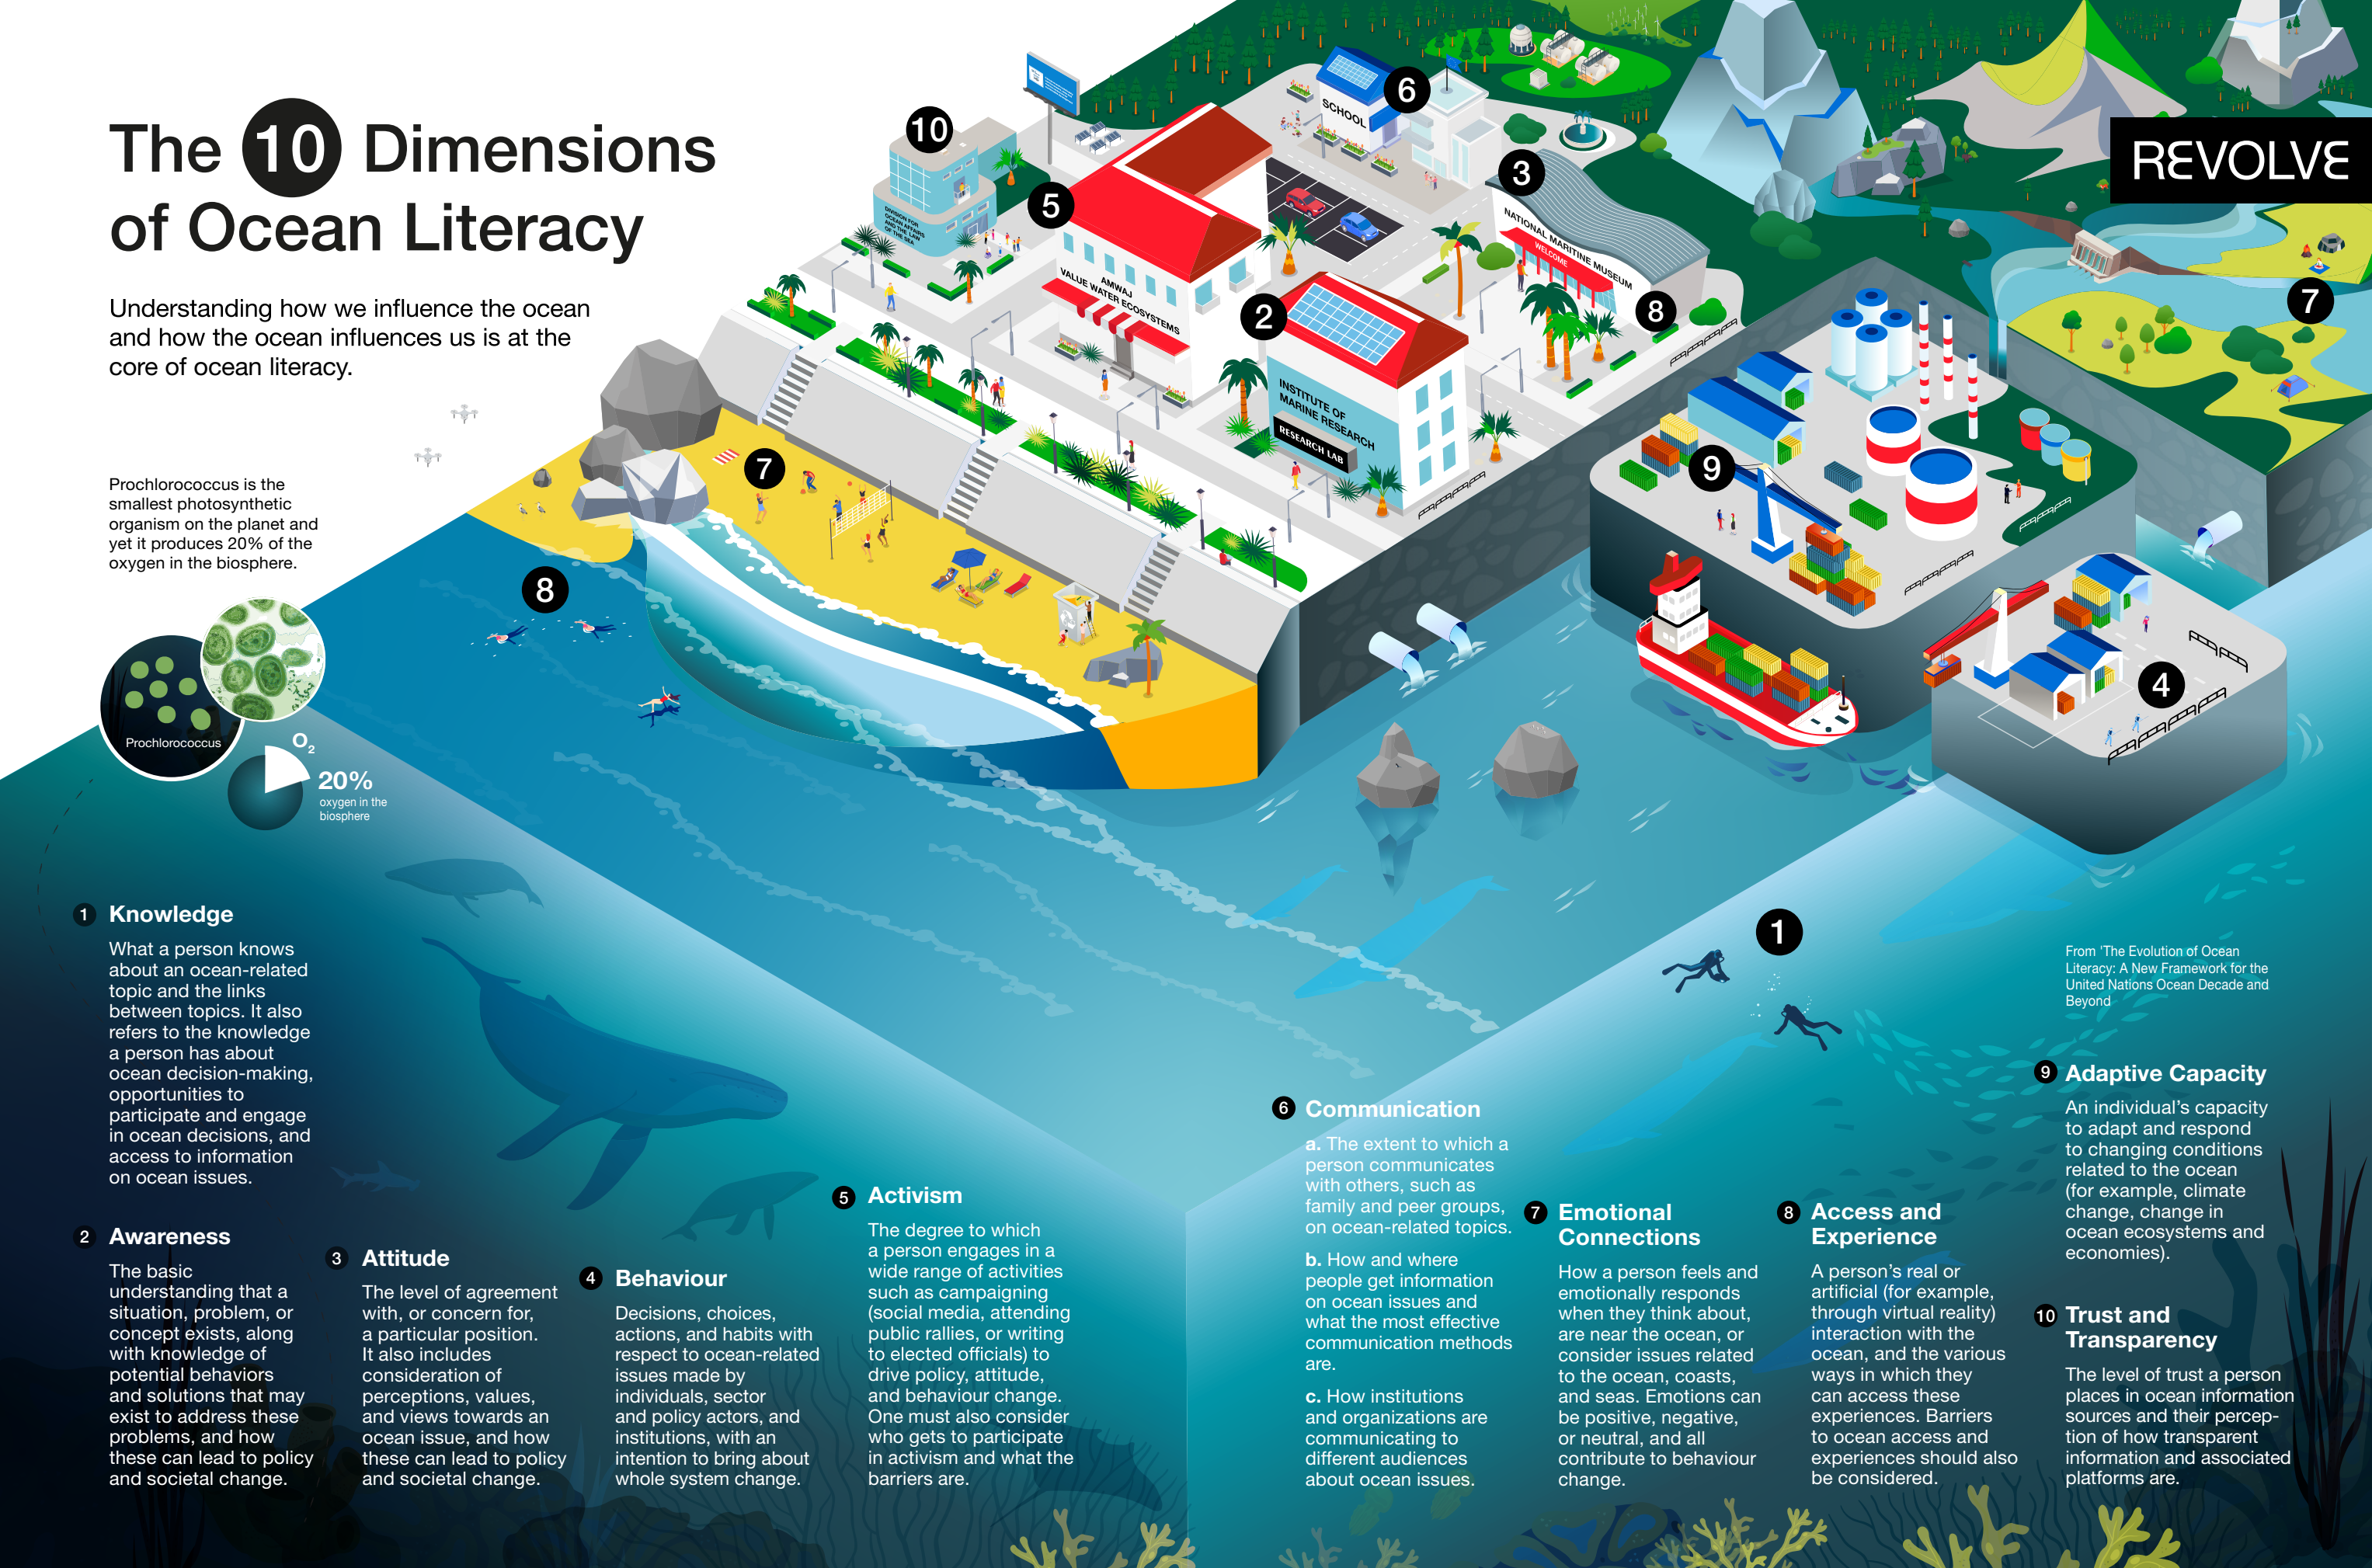 The 10 Dimensions
of Ocean Literacy
Understanding how we influence the ocean
and how the ocean influences us is at the
core of ocean literacy.
Prochlorococcus is the
smallest photosynthetic
organism on the planet and
yet it produces 20% of the
oxygen in the biosphere.
Prochlorococcus
O2
20%
oxygen in the
biosphere
REVOLVE
10
DIVISION FOR
OCEAN AFFAIRS
AND THE LAW
OF THE SEA
5
AMWAJ
VALUE WATER ECOSYSTEMS
6
SCHOOL
3
NATIONAL MARITIME MUSEUM
WELCOME
8
2
INSTITUTE OF
MARINE RESEARCH
RESEARCH LAB
7
7
8
9
4
1
From ‘The Evolution of Ocean
Literacy: A New Framework for the
United Nations Ocean Decade and
Beyond
1 Knowledge
What a person knows
about an ocean-related
topic and the links
between topics. It also
refers to the knowledge
a person has about
ocean decision-making,
opportunities to
participate and engage
in ocean decisions, and
access to information
on ocean issues.
2 Awareness
The basic
understanding that a
situation, problem, or
concept exists, along
with knowledge of
potential behaviors
and solutions that may
exist to address these
problems, and how
these can lead to policy
and societal change.
3 Attitude
The level of agreement
with, or concern for,
a particular position.
It also includes
consideration of
perceptions, values,
and views towards an
ocean issue, and how
these can lead to policy
and societal change.
4 Behaviour
Decisions, choices,
actions, and habits with
respect to ocean-related
issues made by
individuals, sector
and policy actors, and
institutions, with an
intention to bring about
whole system change.
5 Activism
The degree to which
a person engages in a
wide range of activities
such as campaigning
(social media, attending
public rallies, or writing
to elected officials) to
drive policy, attitude,
and behaviour change.
One must also consider
who gets to participate
in activism and what the
barriers are.
6 Communication
a. The extent to which a
person communicates
with others, such as
family and peer groups,
on ocean-related topics.
b. How and where
people get information
on ocean issues and
what the most effective
communication methods
are.
c. How institutions
and organizations are
communicating to
different audiences
about ocean issues.
7 Emotional
Connections
How a person feels and
emotionally responds
when they think about,
are near the ocean, or
consider issues related
to the ocean, coasts,
and seas. Emotions can
be positive, negative,
or neutral, and all
contribute to behaviour
change.
8 Access and
Experience
A person’s real or
artificial (for example,
through virtual reality)
interaction with the
ocean, and the various
ways in which they
can access these
experiences. Barriers
to ocean access and
experiences should also
be considered.
9 Adaptive Capacity
An individual’s capacity
to adapt and respond
to changing conditions
related to the ocean
(for example, climate
change, change in
ocean ecosystems and
economies).
10 Trust and
Transparency
The level of trust a person
places in ocean information
sources and their percep-
tion of how transparent
information and associated
platforms are.